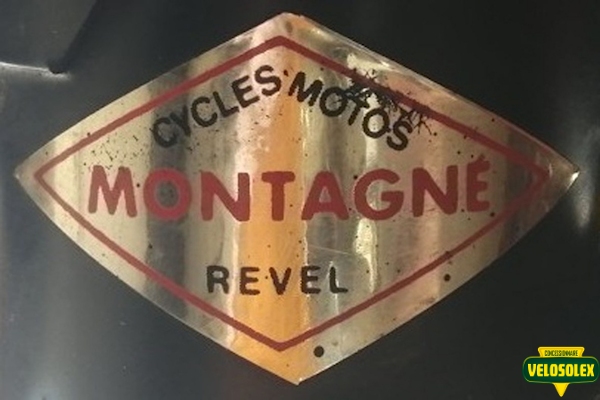 CYCLES·MOTOS
MONTAGNÉ
REVEL
CONCESSIONNAIRE
VELOSOLEX